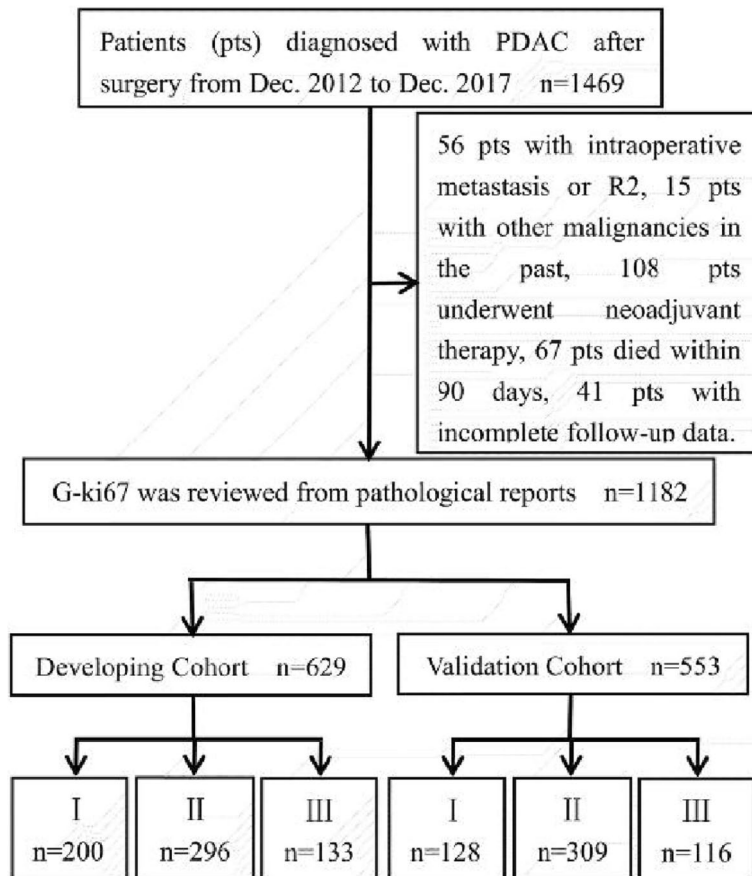 Patients (pts) diagnosed with PDAC after
surgery from Dec. 2012 to Dec. 2017 n=1469
56 pts with intraoperative
metastasis or R2, 15 pts
with other malignancies in
the past, 108 pts
underwent neoadjuvant
therapy, 67 pts died within
90 days, 41 pts with
incomplete follow-up data.
G-ki67 was reviewed from pathological reports n=1182
Developing Cohort n=629
Validation Cohort n=553
I
n=200
II
n=296
III
n=133
I
n=128
II
n=309
III
n=116